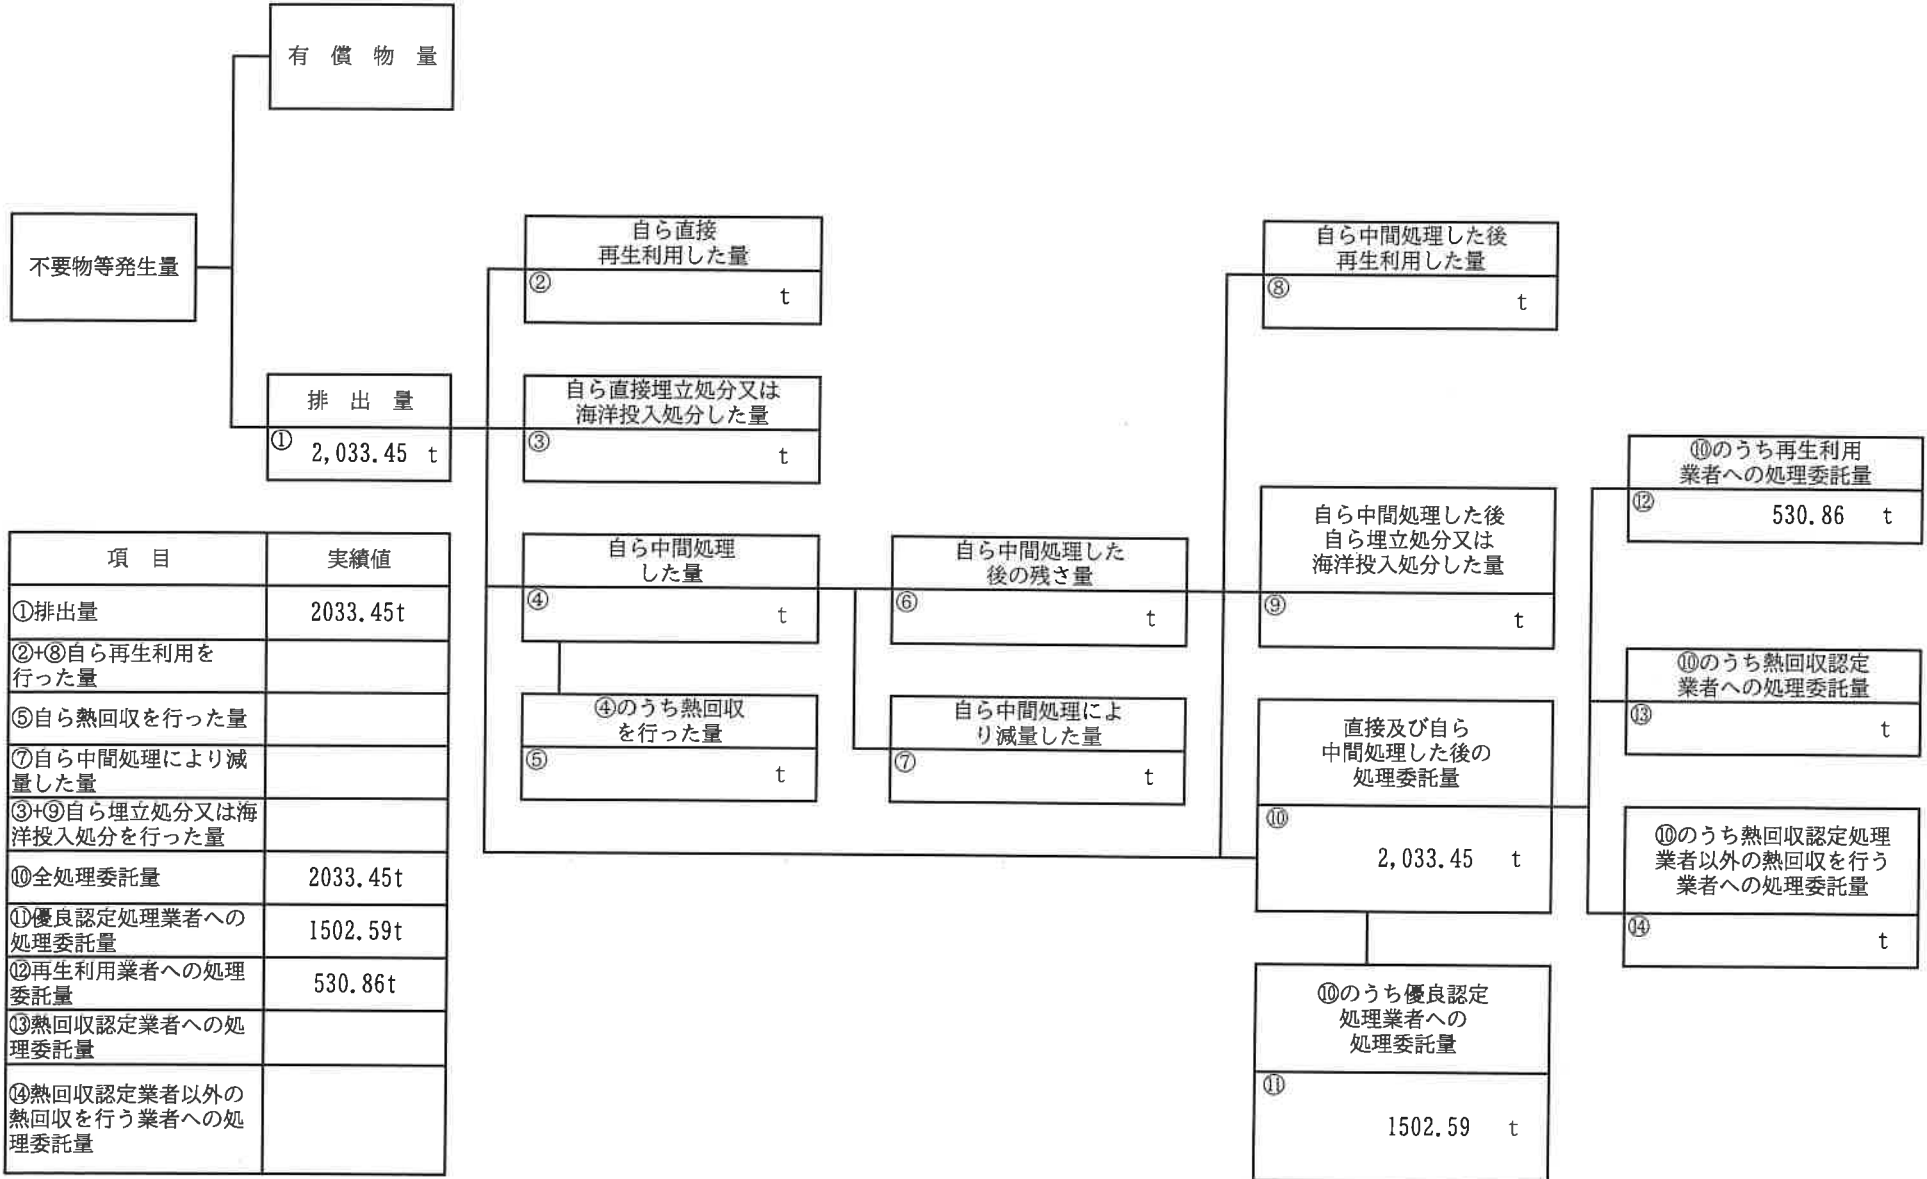 有 償 物 量
不要物等発生量
排 出 量
① 2,033.45 t
自ら直接
再生利用した量
② t
自ら直接埋立処分又は
海洋投入処分した量
③ t
自ら中間処理
した量
④ t
④のうち熱回収
を行った量
⑤ t
自ら中間処理した
後の残さ量
⑥ t
自ら中間処理によ
り減量した量
⑦ t
自ら中間処理した後
再生利用した量
⑧ t
自ら中間処理した後
自ら埋立処分又は
海洋投入処分した量
⑨ t
直接及び自ら
中間処理した後の
処理委託量
⑩
2,033.45 t
⑩のうち優良認定
処理業者への
処理委託量
⑪
1502.59 t
⑩のうち再生利用
業者への処理委託量
⑫ 530.86 t
⑩のうち熱回収認定
業者への処理委託量
⑬ t
⑩のうち熱回収認定処理
業者以外の熱回収を行う
業者への処理委託量
⑭ t
項 目 実績値
①排出量 2033.45t
②+⑧自ら再生利用を
行った量
⑤自ら熱回収を行った量
⑦自ら中間処理により減
量した量
③+⑨自ら埋立処分又は海
洋投入処分を行った量
⑩全処理委託量 2033.45t
⑪優良認定処理業者への
処理委託量 1502.59t
⑫再生利用業者への処理
委託量 530.86t
⑬熱回収認定業者への処
理委託量
⑭熱回収認定業者以外の
熱回収を行う業者への処
理委託量